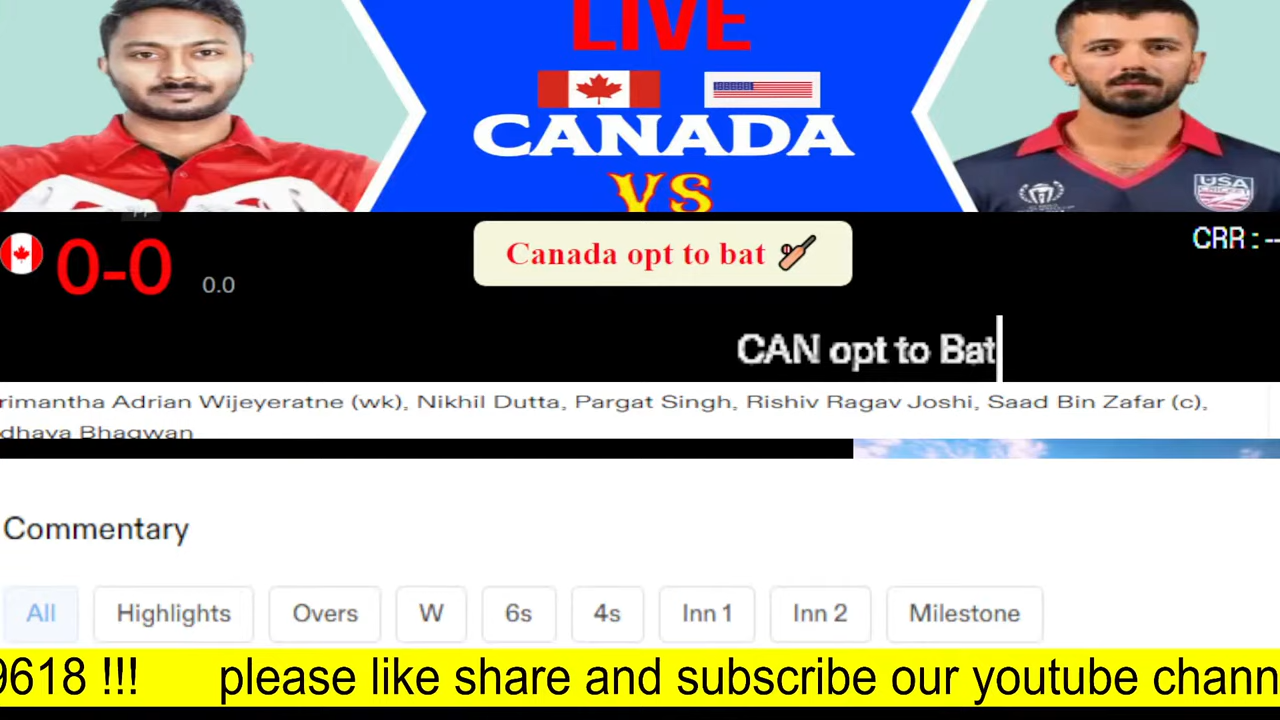 LIVE
CANADA
VS
USA
CRICKET
0-0
0.0
Canada opt to bat
CRR : --
CAN opt to Bat
rimantha Adrian Wijeyeratne (wk), Nikhil Dutta, Pargat Singh, Rishiv Ragav Joshi, Saad Bin Zafar (c),
dhaya Bhagwan
Commentary
All Highlights Overs W 6s 4s Inn 1 Inn 2 Milestone
9618 !!! please like share and subscribe our youtube chann